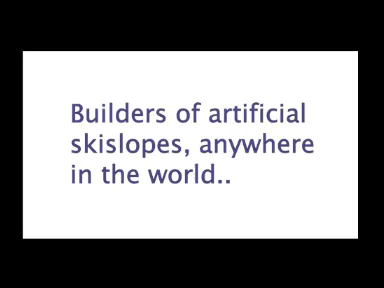 Builders of artificial
skislopes, anywhere
in the world..